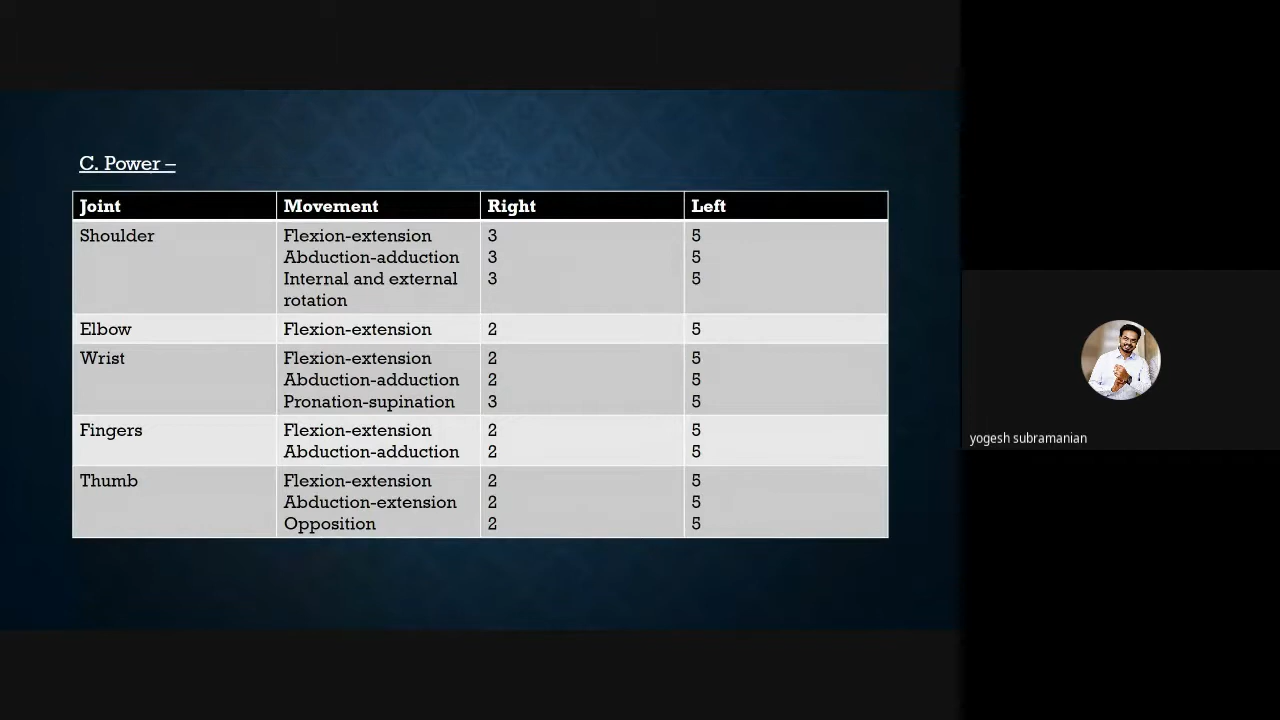 C. Power –
Joint Movement Right Left
Shoulder Flexion-extension 3 5
Abduction-adduction 3 5
Internal and external 3 5
rotation
Elbow Flexion-extension 2 5
Wrist Flexion-extension 2 5
Abduction-adduction 2 5
Pronation-supination 3 5
Fingers Flexion-extension 2 5
Abduction-adduction 2 5
Thumb Flexion-extension 2 5
Abduction-extension 2 5
Opposition 2 5
yogesh subramanian